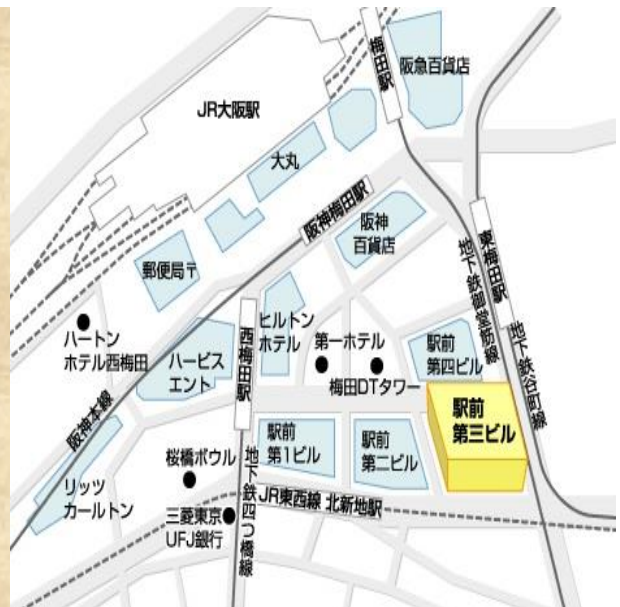 梅田駅
阪急百貨店
JR大阪駅
大丸
阪神梅田駅
阪神
百貨店
郵便局〒
東梅田駅
地下鉄御堂筋線
ハートン
ホテル西梅田
ハービス
エント
西梅田駅
ヒルトン
ホテル
第一ホテル
梅田DTタワー
駅前
第四ビル
地下鉄谷町線
駅前
第三ビル
阪神本線
リッツ
カールトン
桜橋ボウル
三菱東京
UFJ銀行
地下鉄四つ橋線
駅前
第1ビル
駅前
第二ビル
JR東西線 北新地駅